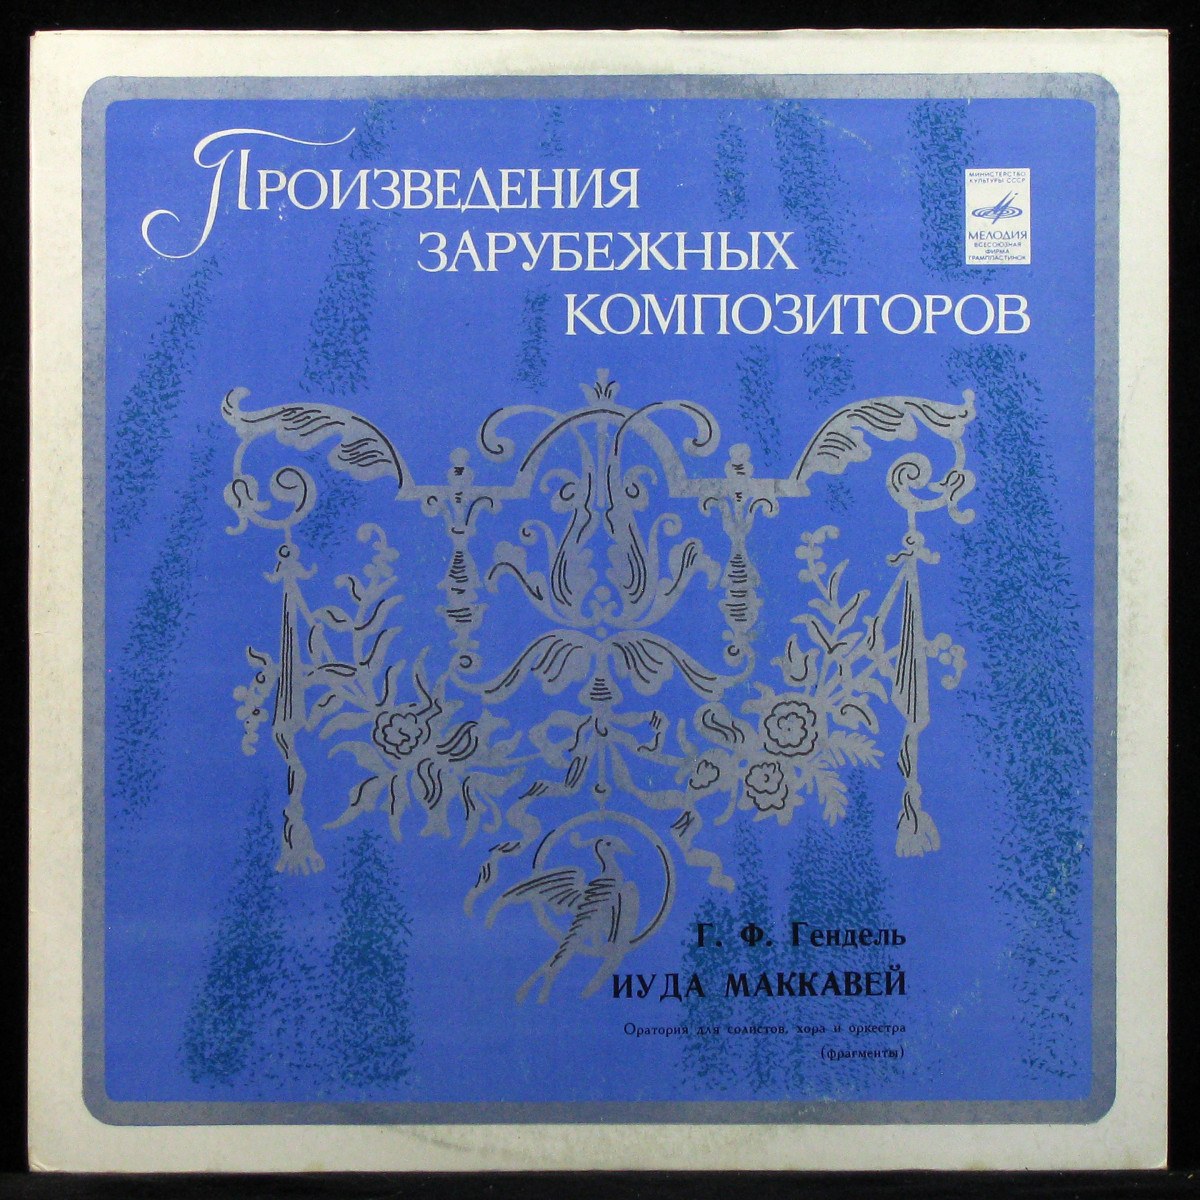 ПРОИЗВЕДЕНИЯ
ЗАРУБЕЖНЫХ
КОМПОЗИТОРОВ
МИНИСТЕРСТВО
КУЛЬТУРЫ СССР
МЕЛОДИЯ
ВСЕСОЮЗНАЯ
ФИРМА
ГРАМПЛАСТИНОК
Г. Ф. Гендель
ИУДА МАККАВЕЙ
Оратория для солистов, хора и оркестра
(фрагменты)